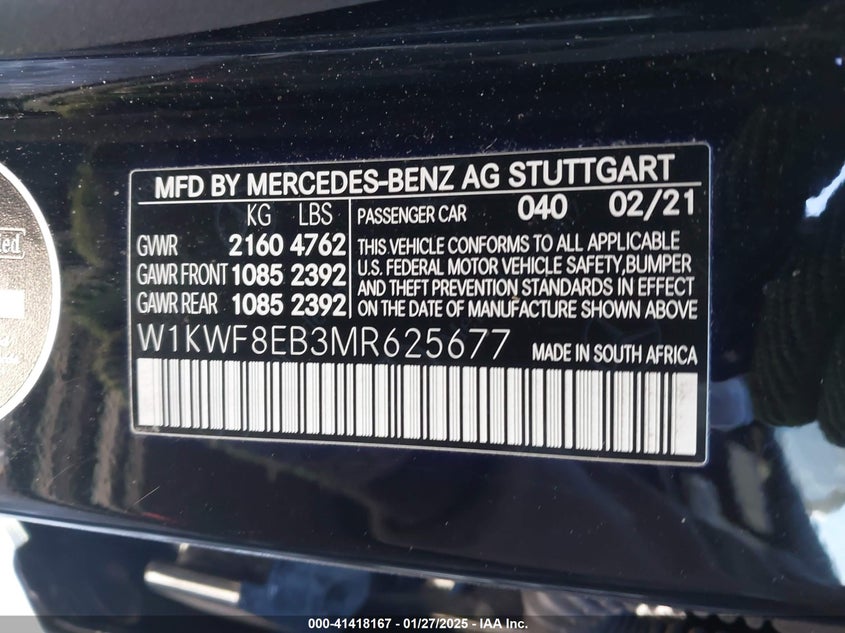 MFD BY MERCEDES-BENZ AG STUTTGART
KG LBS
GVWR 2160 4762
GAWR FRONT 1085 2392
GAWR REAR 1085 2392
PASSENGER CAR 040 02/21
THIS VEHICLE CONFORMS TO ALL APPLICABLE
U.S. FEDERAL MOTOR VEHICLE SAFETY,BUMPER
AND THEFT PREVENTION STANDARDS IN EFFECT
ON THE DATE OF MANUFACTURE SHOWN ABOVE
W1KWF8EB3MR625677
MADE IN SOUTH AFRICA
000-41418167 - 01/27/2025 - IAA Inc.